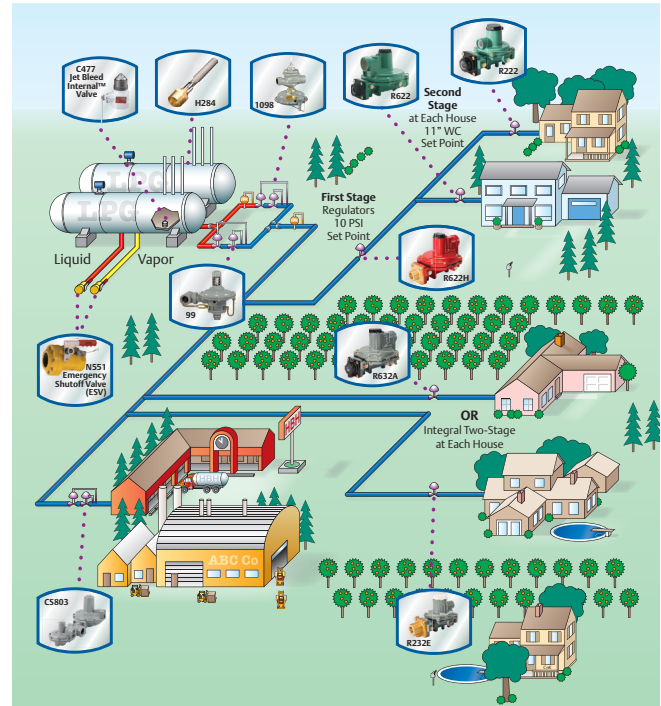 C477
Jet Bleed
Internal™
Valve
H284
1098
R622
R222
Second
Stage
at Each House
11" WC
Set Point
LPG
LPG
First Stage
Regulators
10 PSI
Set Point
Liquid
Vapor
R622H
99
N551
Emergency
Shutoff Valve
(ESV)
R632A
OR
Integral Two-Stage
at Each House
HBH
ABC Co
CS803
R232E